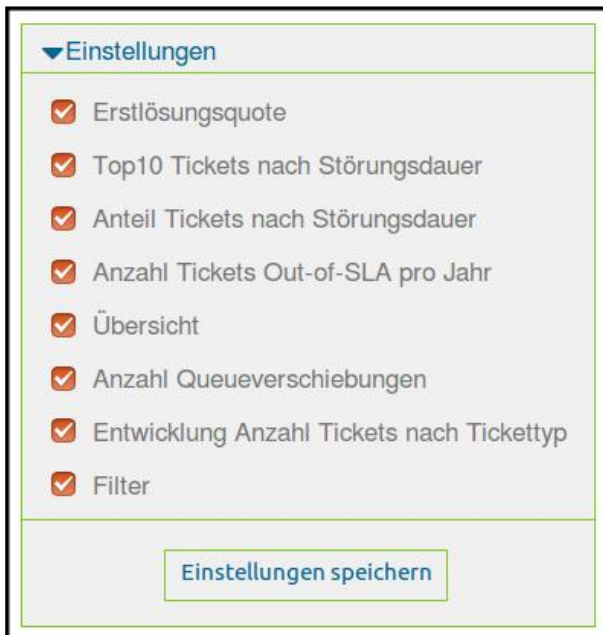 Einstellungen
Erstlösungsquote
Top10 Tickets nach Störungsdauer
Anteil Tickets nach Störungsdauer
Anzahl Tickets Out-of-SLA pro Jahr
Übersicht
Anzahl Queueverschiebungen
Entwicklung Anzahl Tickets nach Tickettyp
Filter
Einstellungen speichern